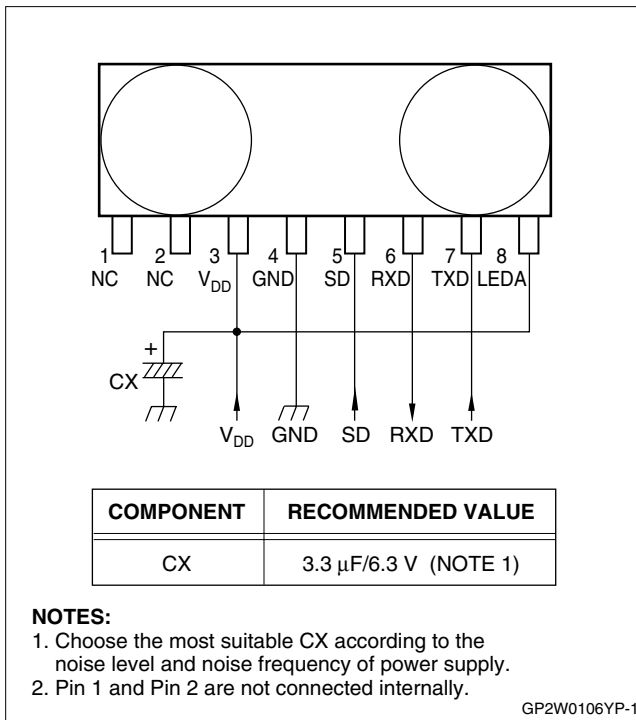 1 2 3 4 5 6 7 8
NC NC V_DD GND SD RXD TXD LEDA
+
CX
V_DD GND SD RXD TXD
COMPONENT RECOMMENDED VALUE
CX 3.3 μF/6.3 V (NOTE 1)
NOTES:
1. Choose the most suitable CX according to the
noise level and noise frequency of power supply.
2. Pin 1 and Pin 2 are not connected internally.
GP2W0106YP-1